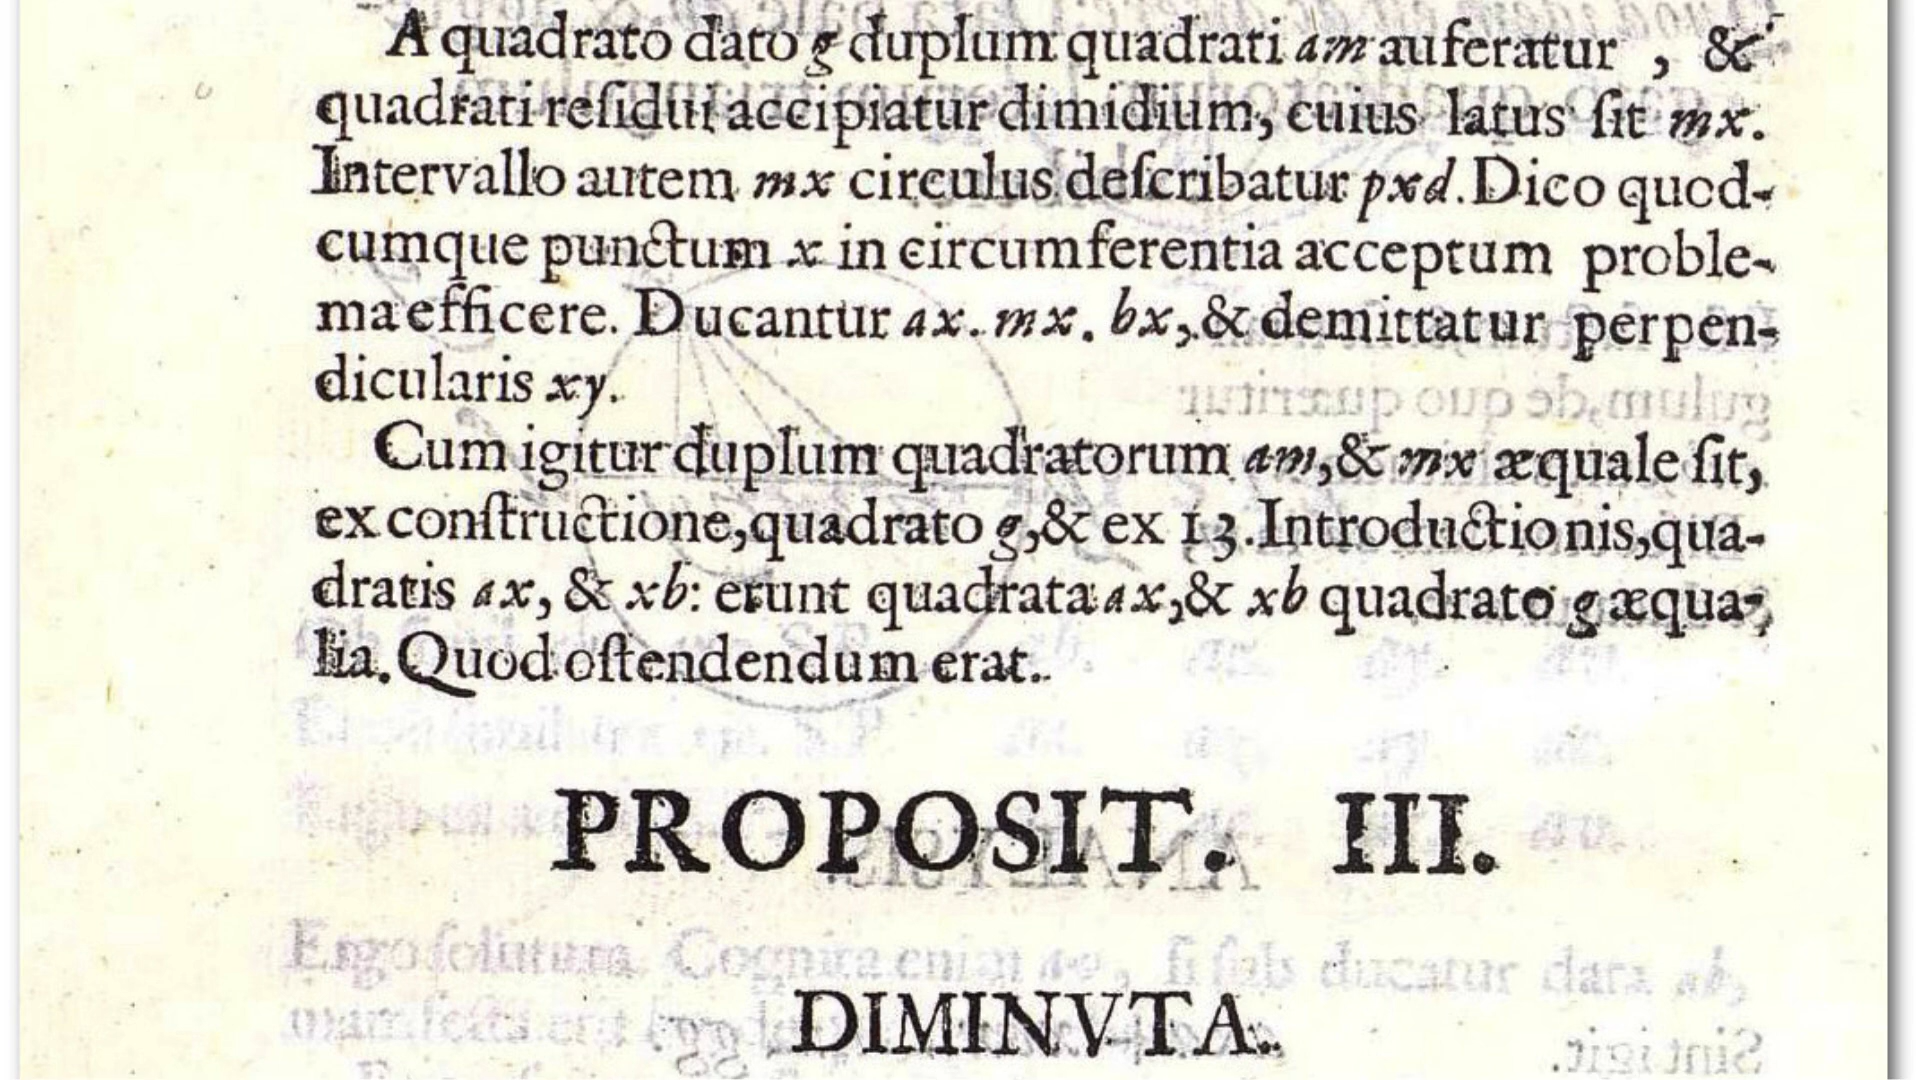 A quadrato dato g duplum quadrati am auferatur , &
quadrati reſidui accipiatur dimidium, cuius latus ſit mx.
Intervallo autem mx circulus deſcribatur pxd. Dico quod-
cumque punctum x in circumferentia acceptum proble-
ma efficere. Ducantur ax. mx. bx, & demittatur perpen-
dicularis xy.
Cum igitur duplum quadratorum am, & mx æquale ſit,
ex conſtructione, quadrato g, & ex 13. Introductionis, qua-
dratis ax, & xb: erunt quadrata ax, & xb quadrato g æqua-
lia. Quod oſtendendum erat.
PROPOSIT. III.
DIMINVTA.